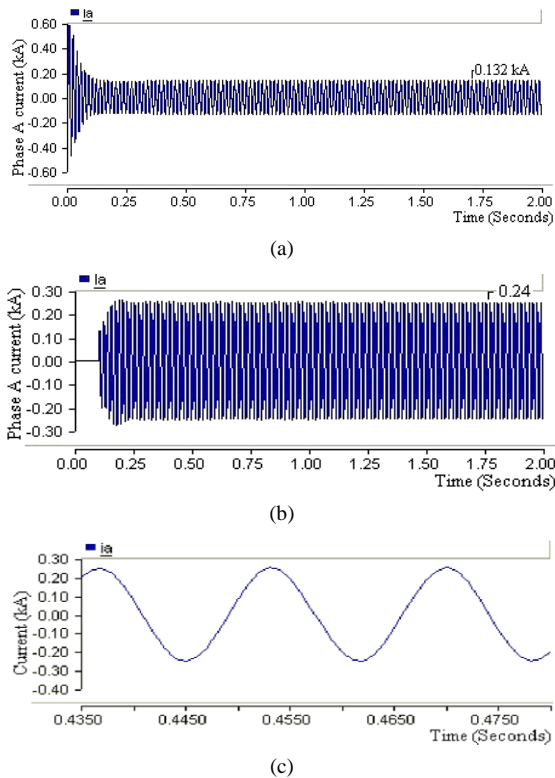 Ia
Phase A current (kA)
0.60
0.40
0.20
0.00
-0.20
-0.40
-0.60
0.132 kA
0.00 0.25 0.50 0.75 1.00 1.25 1.50 1.75 2.00
Time (Seconds)
(a)
Ia
Phase A current (kA)
0.30
0.20
0.10
0.00
-0.10
-0.20
-0.30
0.24
0.00 0.25 0.50 0.75 1.00 1.25 1.50 1.75 2.00
Time (Seconds)
(b)
ia
Current (kA)
0.30
0.20
0.10
0.00
-0.10
-0.20
-0.30
-0.40
0.4350 0.4450 0.4550 0.4650 0.4750
Time (Seconds)
(c)